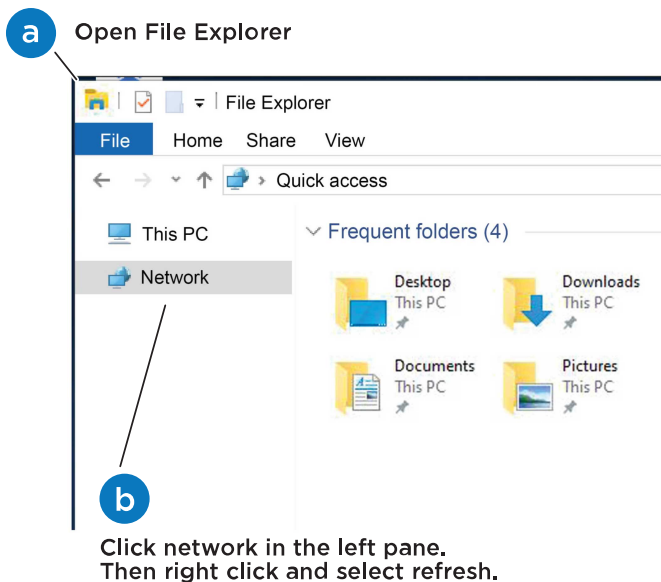 a Open File Explorer
File Explorer
File Home Share View
Quick access
This PC
Network
Frequent folders (4)
Desktop
This PC
Downloads
This PC
Documents
This PC
Pictures
This PC
b
Click network in the left pane.
Then right click and select refresh.